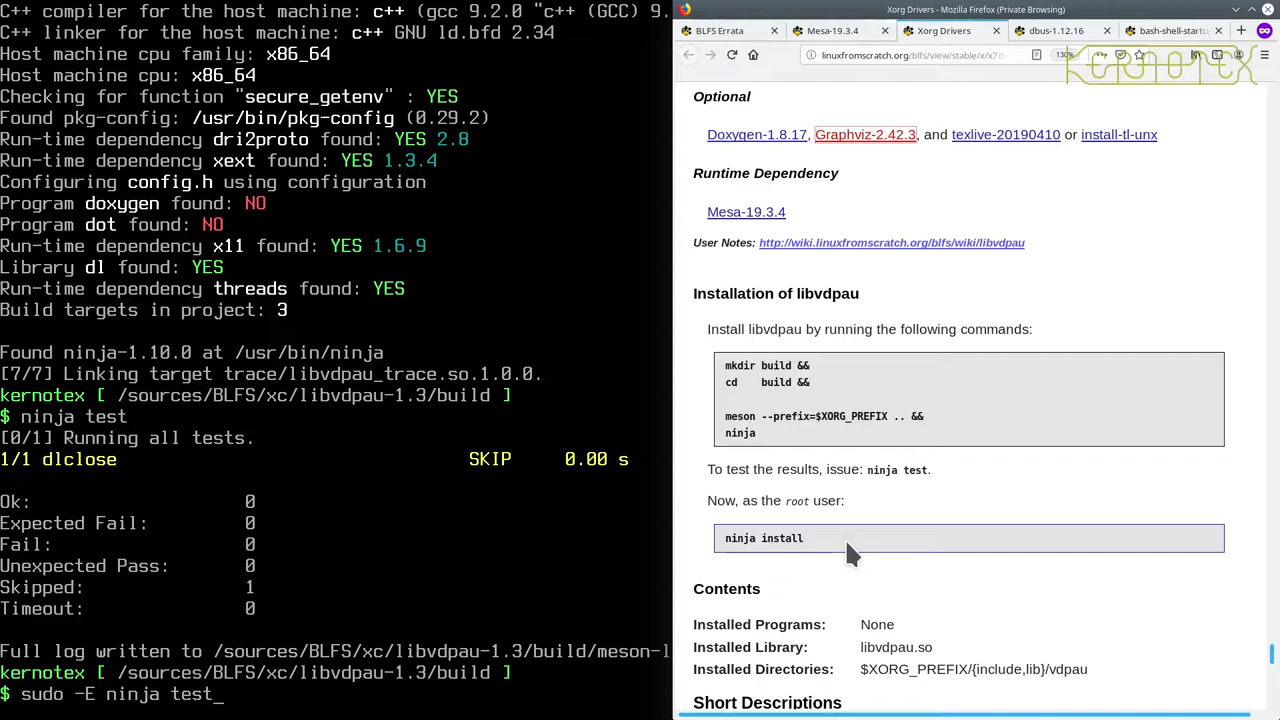 C++ compiler for the host machine: c++ (gcc 9.2.0 "c++ (GCC) 9.
C++ linker for the host machine: c++ GNU ld.bfd 2.34
Host machine cpu family: x86_64
Host machine cpu: x86_64
Checking for function "secure_getenv" : YES
Found pkg-config: /usr/bin/pkg-config (0.29.2)
Run-time dependency dri2proto found: YES 2.8
Run-time dependency xext found: YES 1.3.4
Configuring config.h using configuration
Program doxygen found: NO
Program dot found: NO
Run-time dependency x11 found: YES 1.6.9
Library dl found: YES
Run-time dependency threads found: YES
Build targets in project: 3
Found ninja-1.10.0 at /usr/bin/ninja
[7/7] Linking target trace/libvdpau_trace.so.1.0.0.
kernotex [ /sources/BLFS/xc/libvdpau-1.3/build ]
$ ninja test
[0/1] Running all tests.
1/1 dlclose SKIP 0.00 s
Ok: 0
Expected Fail: 0
Fail: 0
Unexpected Pass: 0
Skipped: 1
Timeout: 0
Full log written to /sources/BLFS/xc/libvdpau-1.3/build/meson-l
kernotex [ /sources/BLFS/xc/libvdpau-1.3/build ]
$ sudo -E ninja test_
Xorg Drivers - Mozilla Firefox (Private Browsing)
BLFS Errata
Mesa-19.3.4
Xorg Drivers
dbus-1.12.16
bash-shell-startu
linuxfromscratch.org/blfs/view/stable/x/x7d
130%
kernotex
Optional
Doxygen-1.8.17, Graphviz-2.42.3, and texlive-20190410 or install-tl-unx
Runtime Dependency
Mesa-19.3.4
User Notes: http://wiki.linuxfromscratch.org/blfs/wiki/libvdpau
Installation of libvdpau
Install libvdpau by running the following commands:
mkdir build &&
cd    build &&
meson --prefix=$XORG_PREFIX .. &&
ninja
To test the results, issue: ninja test.
Now, as the root user:
ninja install
Contents
Installed Programs: None
Installed Library: libvdpau.so
Installed Directories: $XORG_PREFIX/{include,lib}/vdpau
Short Descriptions